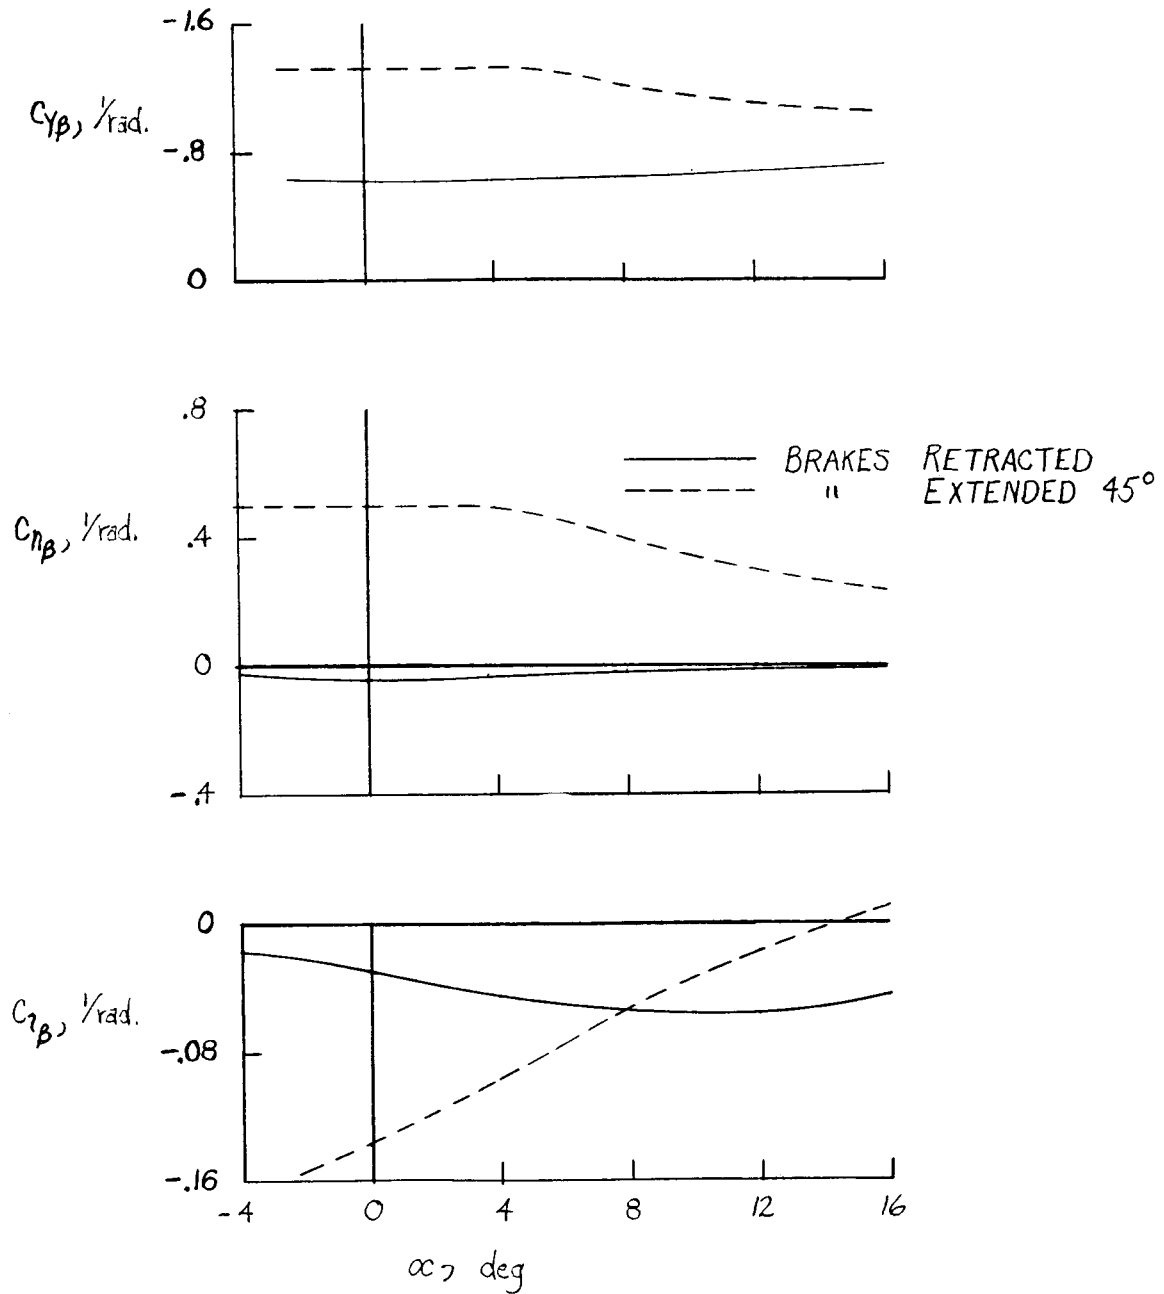 -1.6
CYβ, 1/rad.
-.8
0
.8
BRAKES RETRACTED
" EXTENDED 45°
Cnβ, 1/rad.
.4
0
-.4
0
Clβ, 1/rad.
-.08
-.16
-4 0 4 8 12 16
α, deg